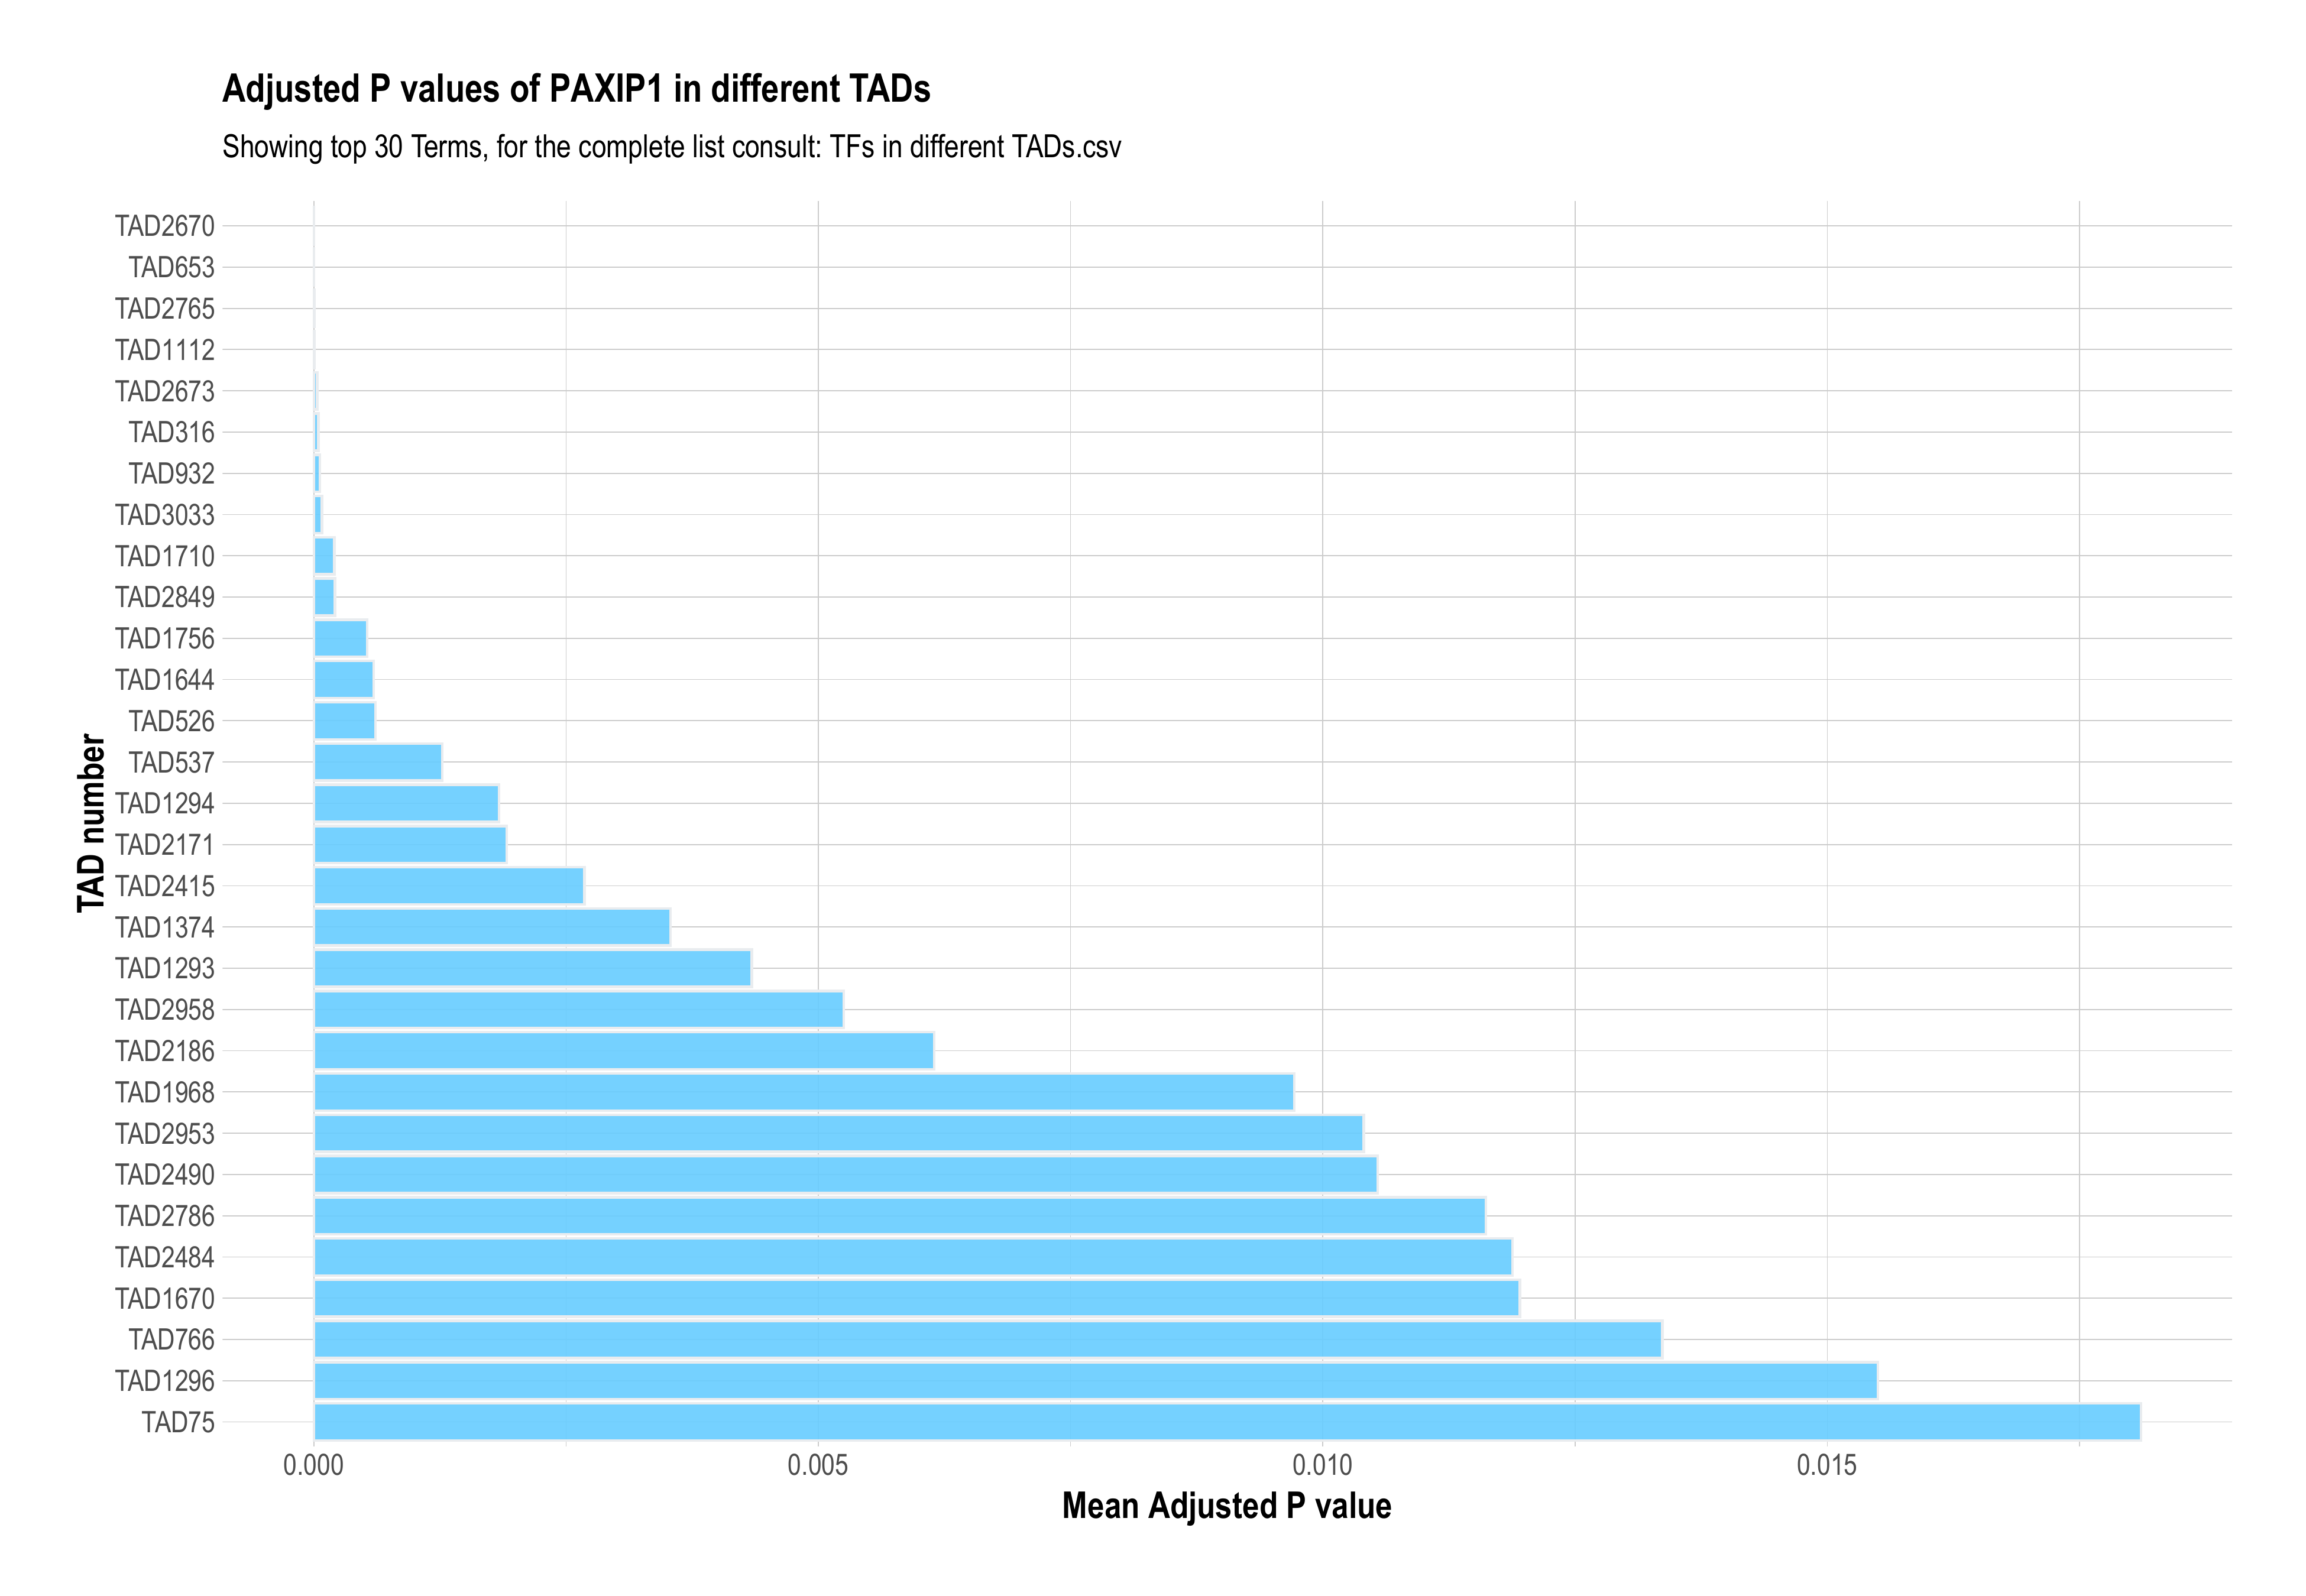 Adjusted P values of PAXIP1 in different TADs
Showing top 30 Terms, for the complete list consult: TFs in different TADs.csv
TAD number
TAD2670
TAD653
TAD2765
TAD1112
TAD2673
TAD316
TAD932
TAD3033
TAD1710
TAD2849
TAD1756
TAD1644
TAD526
TAD537
TAD1294
TAD2171
TAD2415
TAD1374
TAD1293
TAD2958
TAD2186
TAD1968
TAD2953
TAD2490
TAD2786
TAD2484
TAD1670
TAD766
TAD1296
TAD75
0.000 0.005 0.010 0.015
Mean Adjusted P value